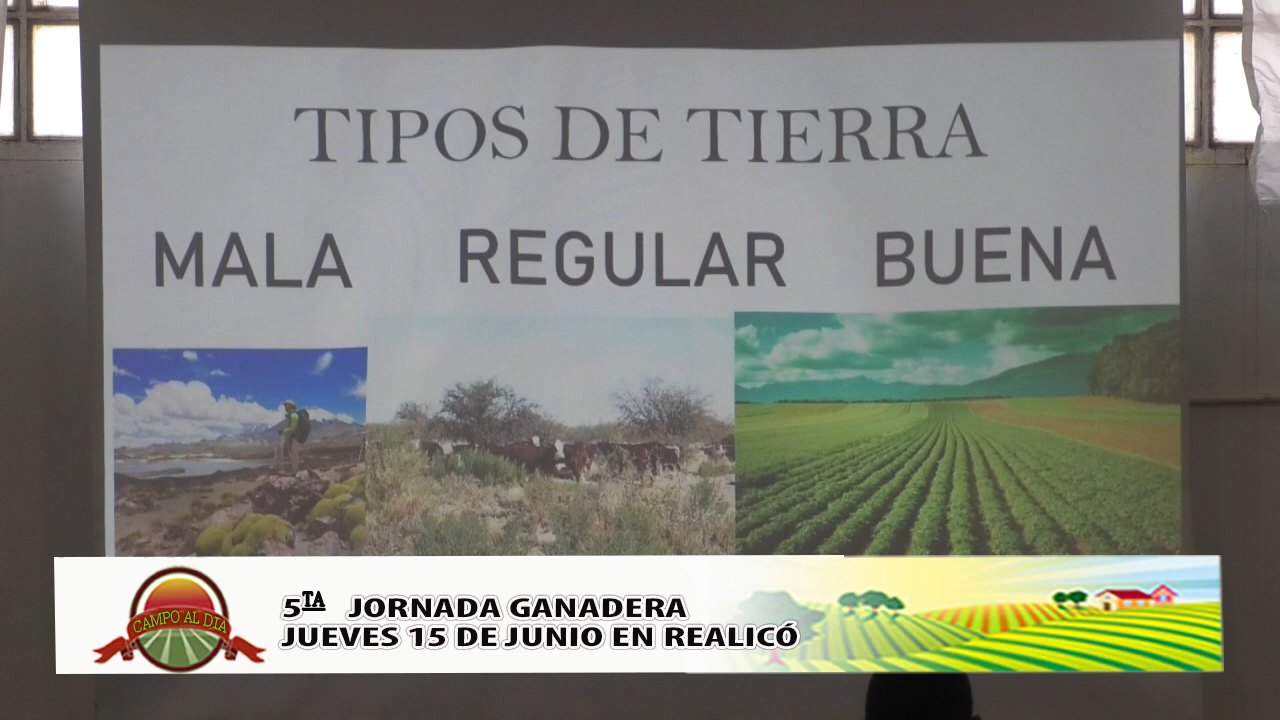 TIPOS DE TIERRA
MALA REGULAR BUENA
CAMPO AL DIA
5TA JORNADA GANADERA
JUEVES 15 DE JUNIO EN REALICÓ